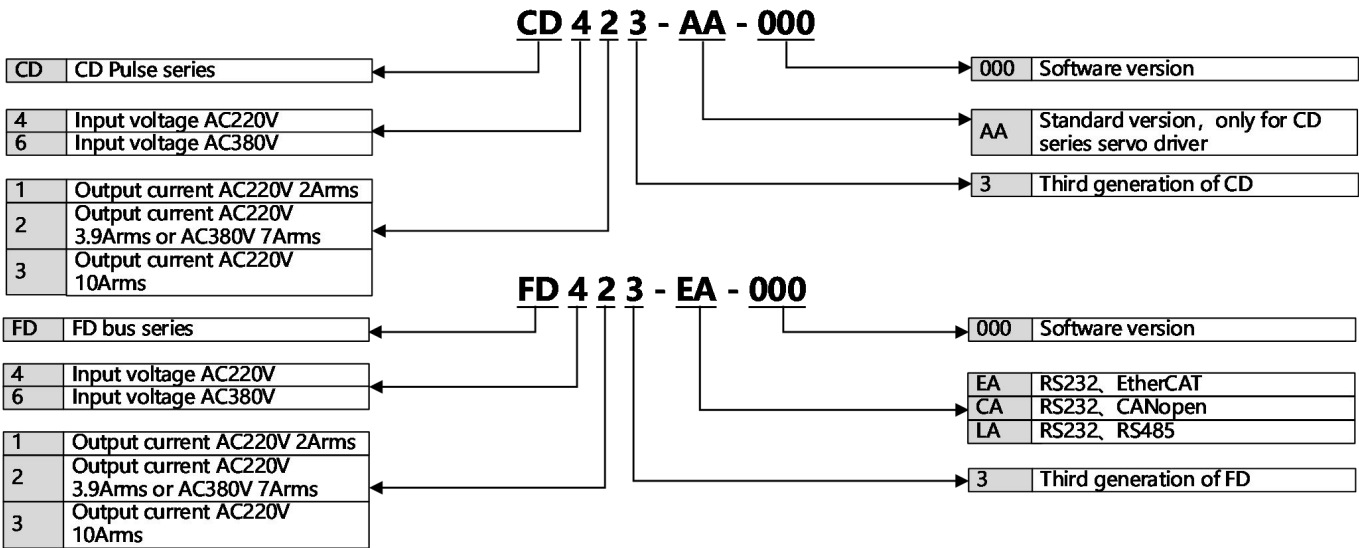 CD 4 2 3 - AA - 000
CD CD Pulse series
000 Software version
4 Input voltage AC220V
6 Input voltage AC380V
AA Standard version，only for CD
series servo driver
3 Third generation of CD
1 Output current AC220V 2Arms
2 Output current AC220V
3.9Arms or AC380V 7Arms
3 Output current AC220V
10Arms
FD 4 2 3 - EA - 000
FD FD bus series
000 Software version
4 Input voltage AC220V
6 Input voltage AC380V
EA RS232、EtherCAT
CA RS232、CANopen
LA RS232、RS485
1 Output current AC220V 2Arms
2 Output current AC220V
3.9Arms or AC380V 7Arms
3 Third generation of FD
3 Output current AC220V
10Arms